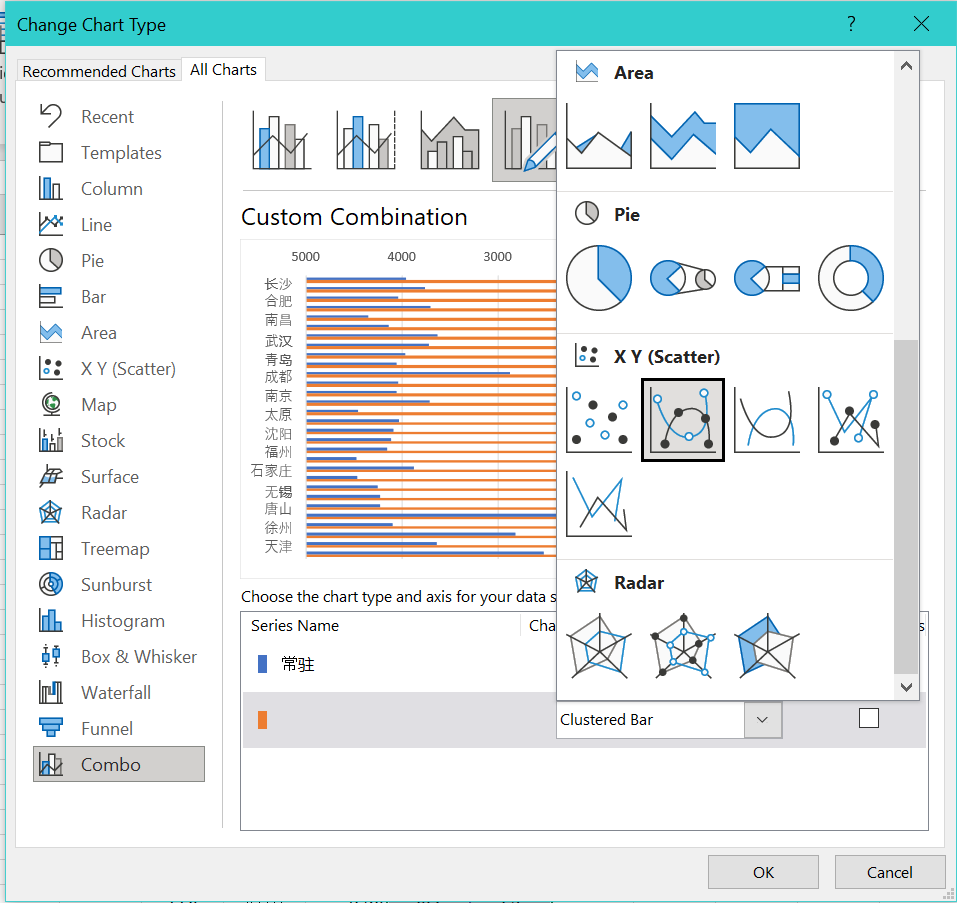 Change Chart Type
?
Recommended Charts
All Charts
Recent
Templates
Column
Line
Pie
Bar
Area
X Y (Scatter)
Map
Stock
Surface
Radar
Treemap
Sunburst
Histogram
Box & Whisker
Waterfall
Funnel
Combo
Custom Combination
5000 4000 3000
长沙
合肥
南昌
武汉
青岛
成都
南京
太原
沈阳
福州
石家庄
无锡
唐山
徐州
天津
Choose the chart type and axis for your data s
Series Name
Cha
s
常驻
Clustered Bar
Area
Pie
X Y (Scatter)
Radar
OK
Cancel